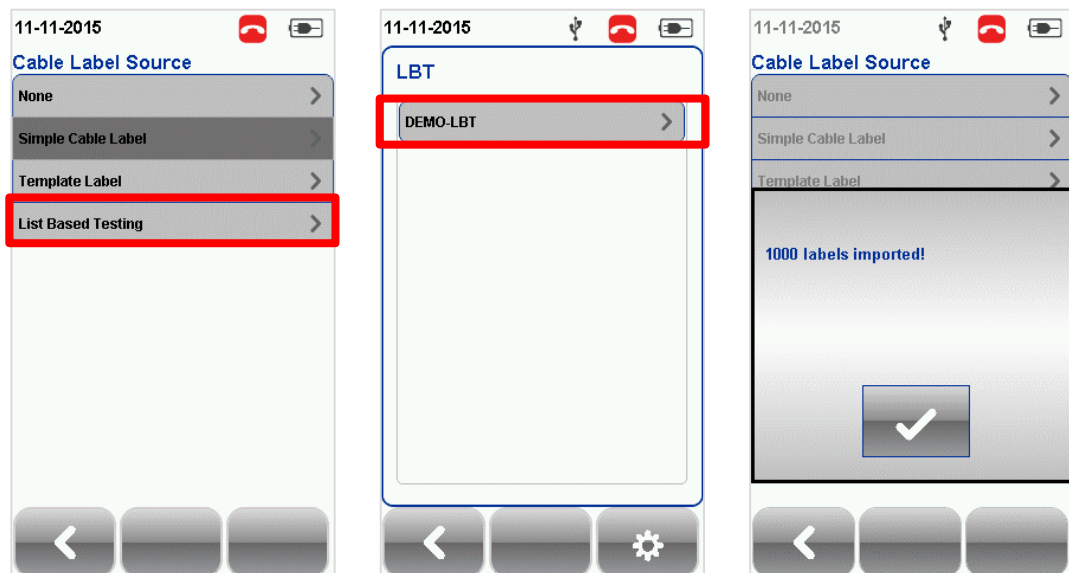 11-11-2015
Cable Label Source
None
Simple Cable Label
Template Label
List Based Testing
11-11-2015
LBT
DEMO-LBT
11-11-2015
Cable Label Source
None
Simple Cable Label
Template Label
1000 labels imported!